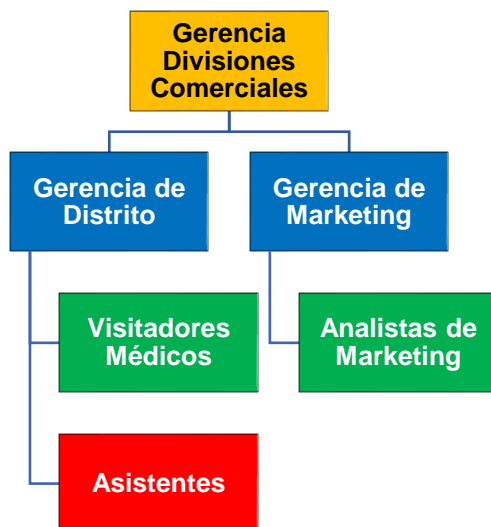 Gerencia
Divisiones
Comerciales
Gerencia de
Distrito
Gerencia de
Marketing
Visitadores
Médicos
Analistas de
Marketing
Asistentes